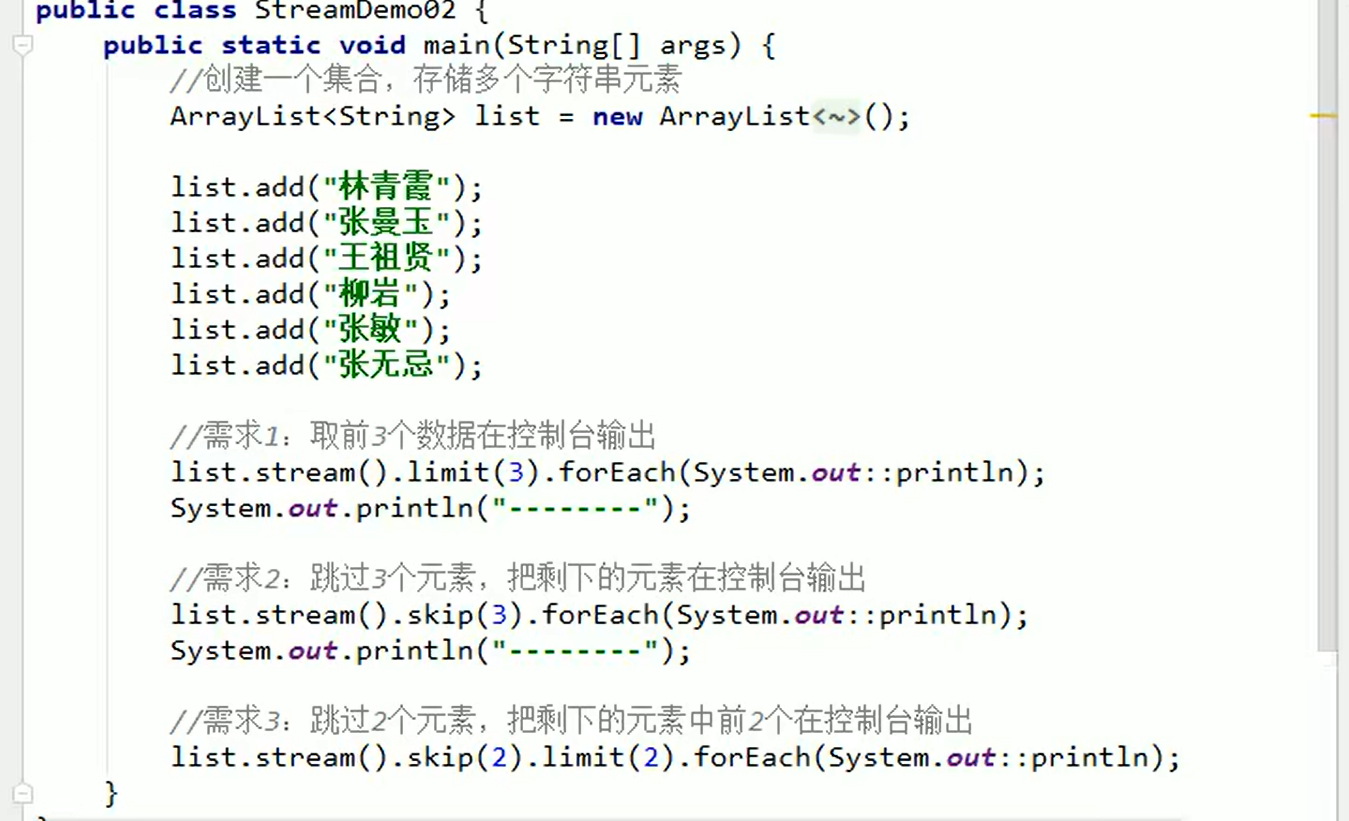 public class StreamDemo02 {
public static void main(String[] args) {
//创建一个集合，存储多个字符串元素
ArrayList<String> list = new ArrayList<~>();
list.add("林青霞");
list.add("张曼玉");
list.add("王祖贤");
list.add("柳岩");
list.add("张敏");
list.add("张无忌");
//需求1：取前3个数据在控制台输出
list.stream().limit(3).forEach(System.out::println);
System.out.println("--------");
//需求2：跳过3个元素，把剩下的元素在控制台输出
list.stream().skip(3).forEach(System.out::println);
System.out.println("--------");
//需求3：跳过2个元素，把剩下的元素中前2个在控制台输出
list.stream().skip(2).limit(2).forEach(System.out::println);
}